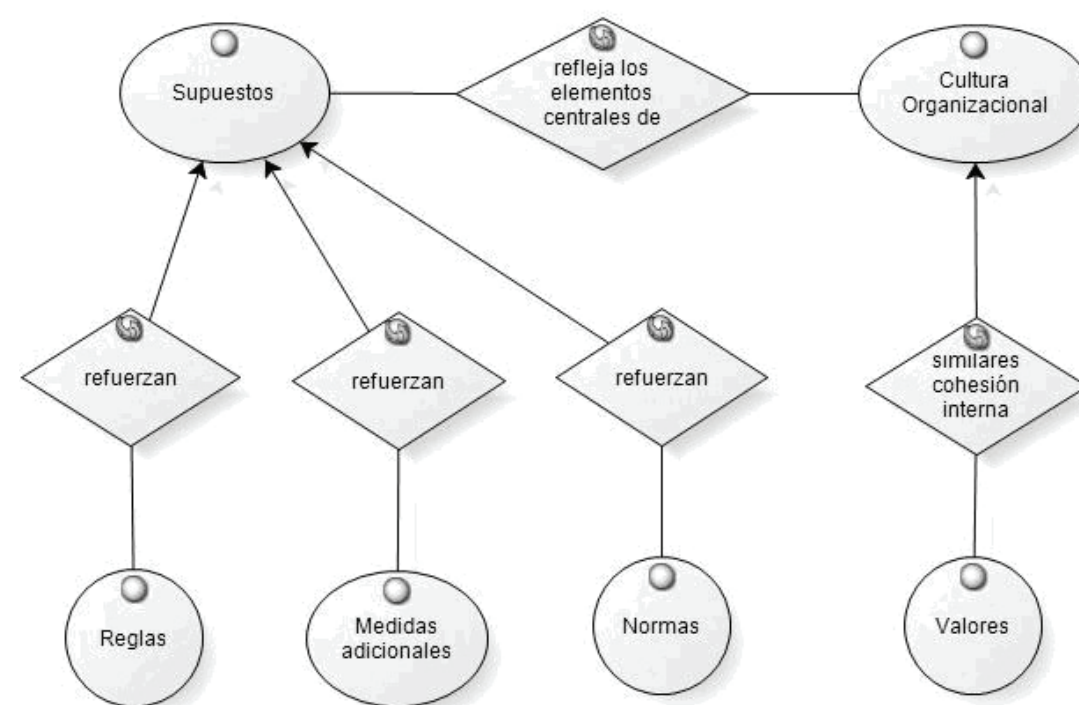 Supuestos
refleja los
elementos
centrales de
Cultura
Organizacional
refuerzan
refuerzan
refuerzan
similares
cohesión
interna
Reglas
Medidas
adicionales
Normas
Valores